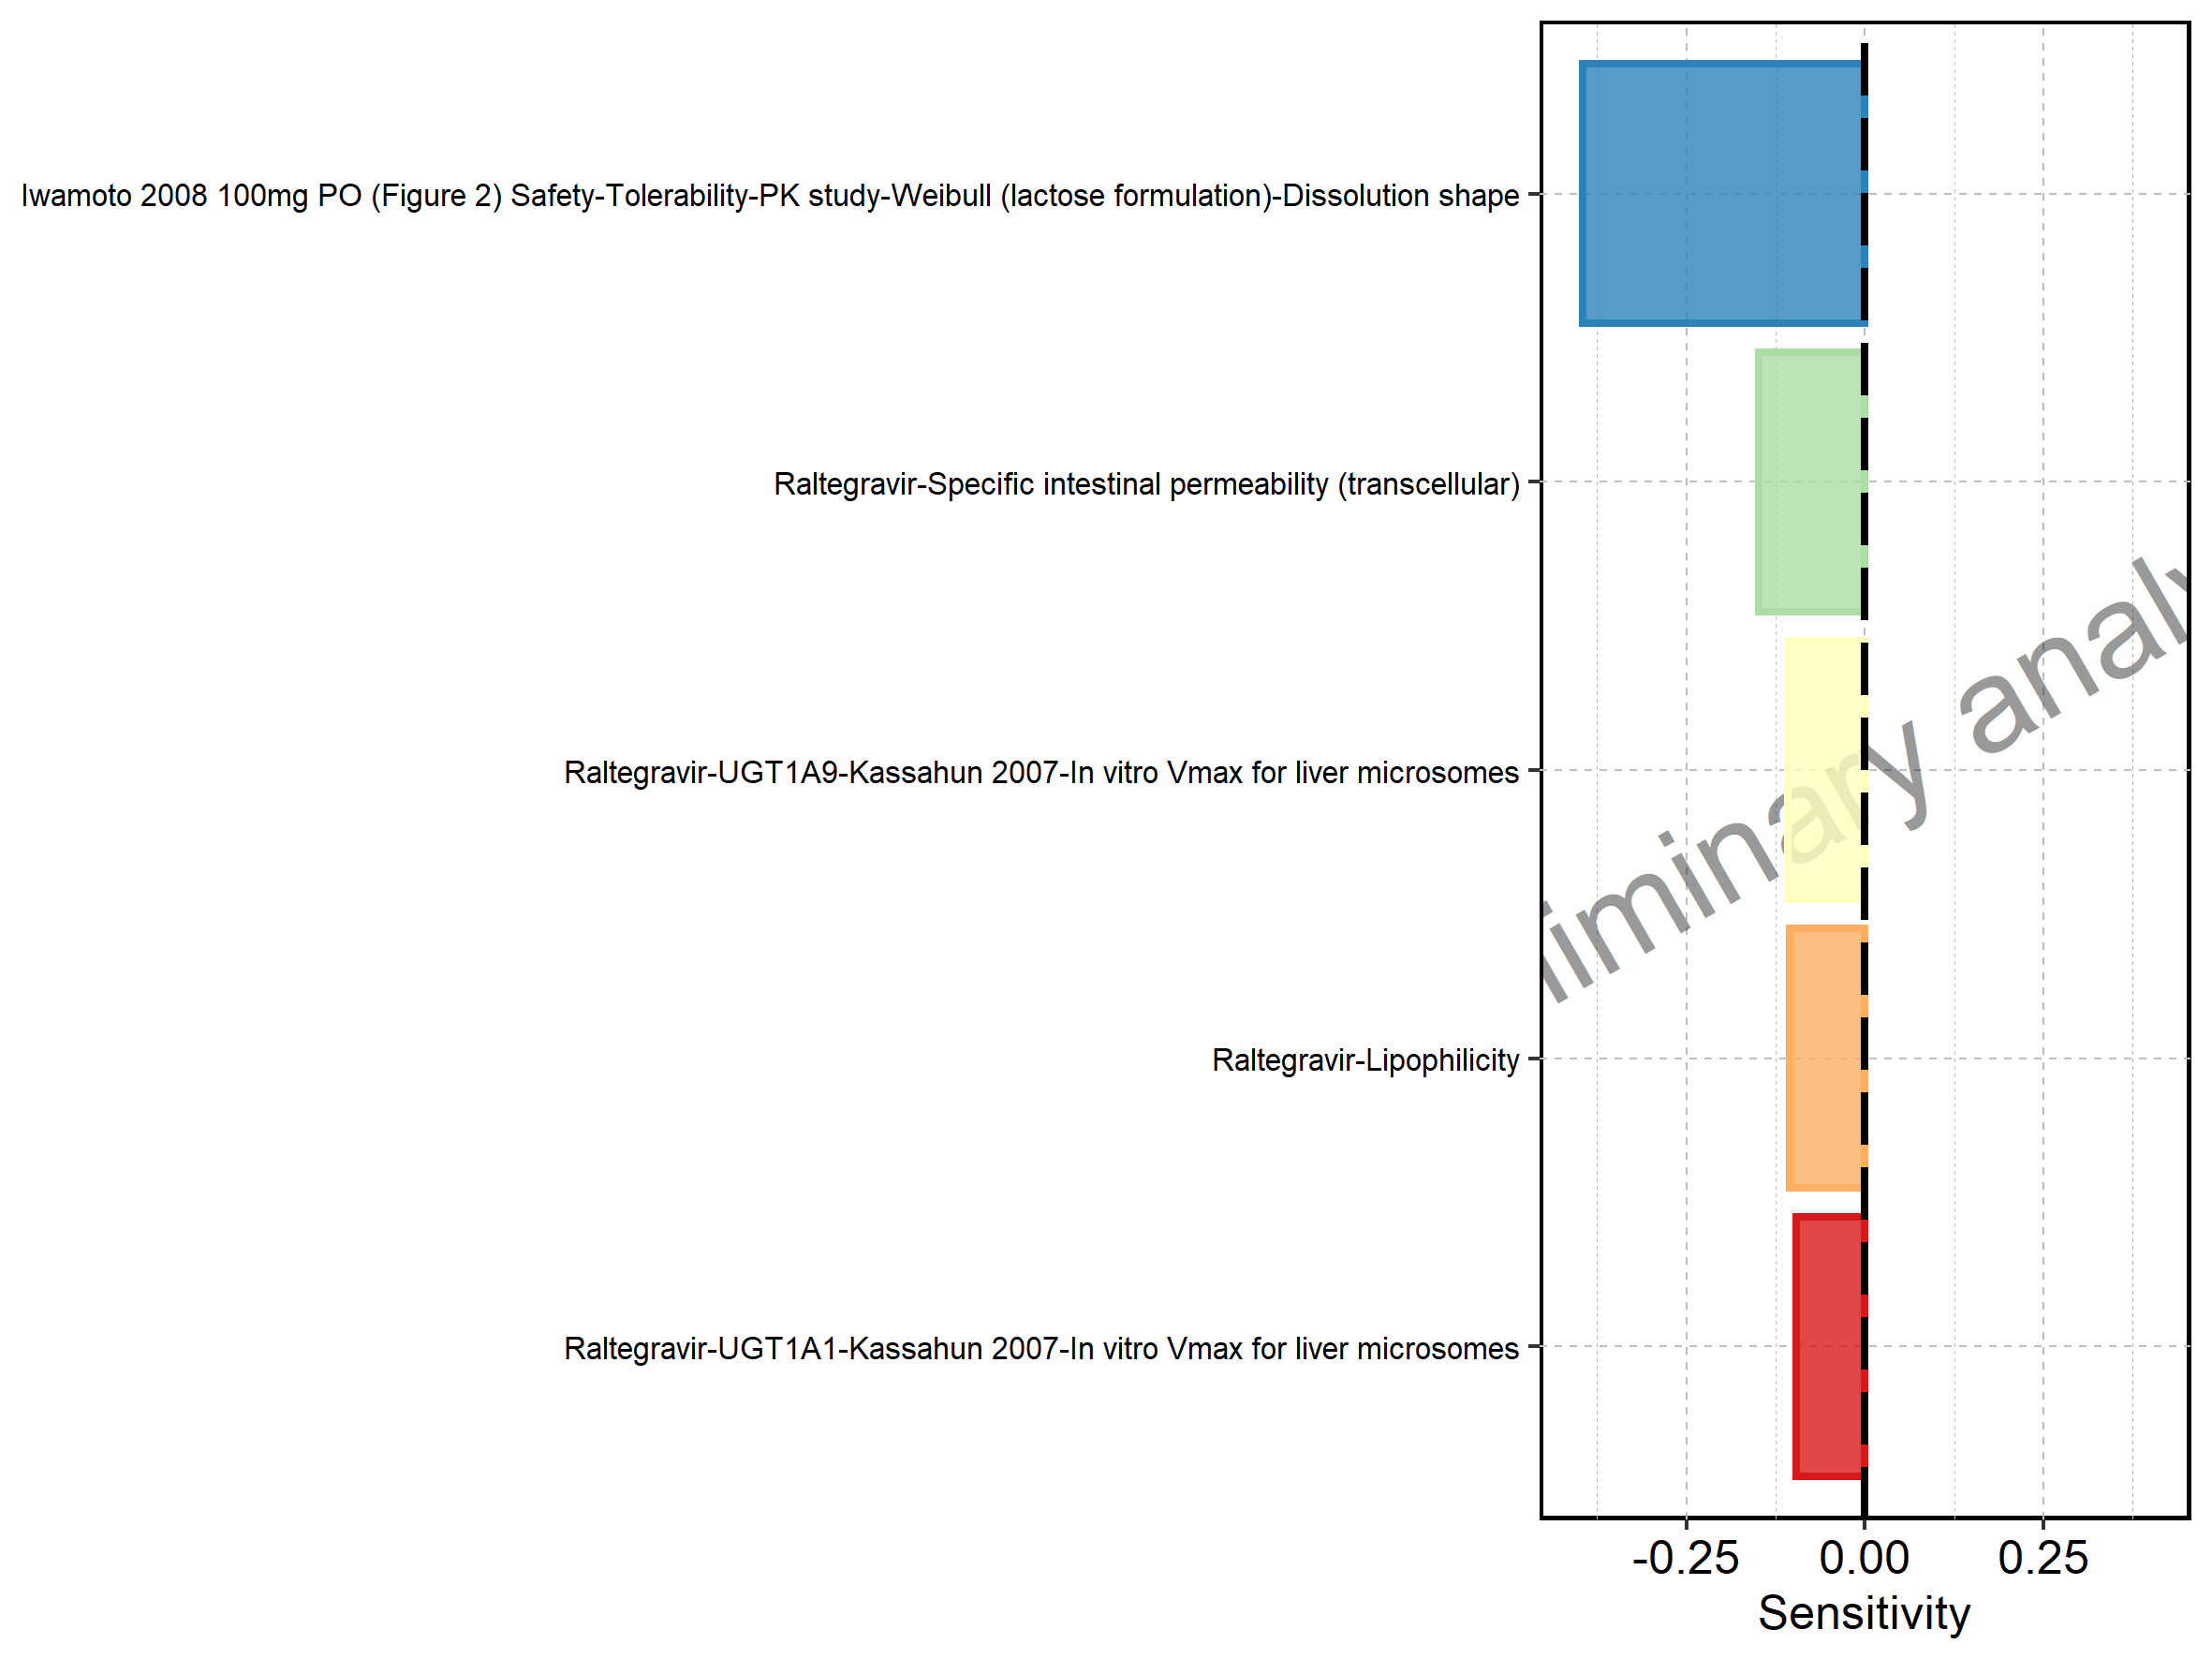 Iwamoto 2008 100mg PO (Figure 2) Safety-Tolerability-PK study-Weibull (lactose formulation)-Dissolution shape
Raltegravir-Specific intestinal permeability (transcellular)
Raltegravir-UGT1A9-Kassahun 2007-In vitro Vmax for liver microsomes
Raltegravir-Lipophilicity
Raltegravir-UGT1A1-Kassahun 2007-In vitro Vmax for liver microsomes
-0.25 0.00 0.25
Sensitivity